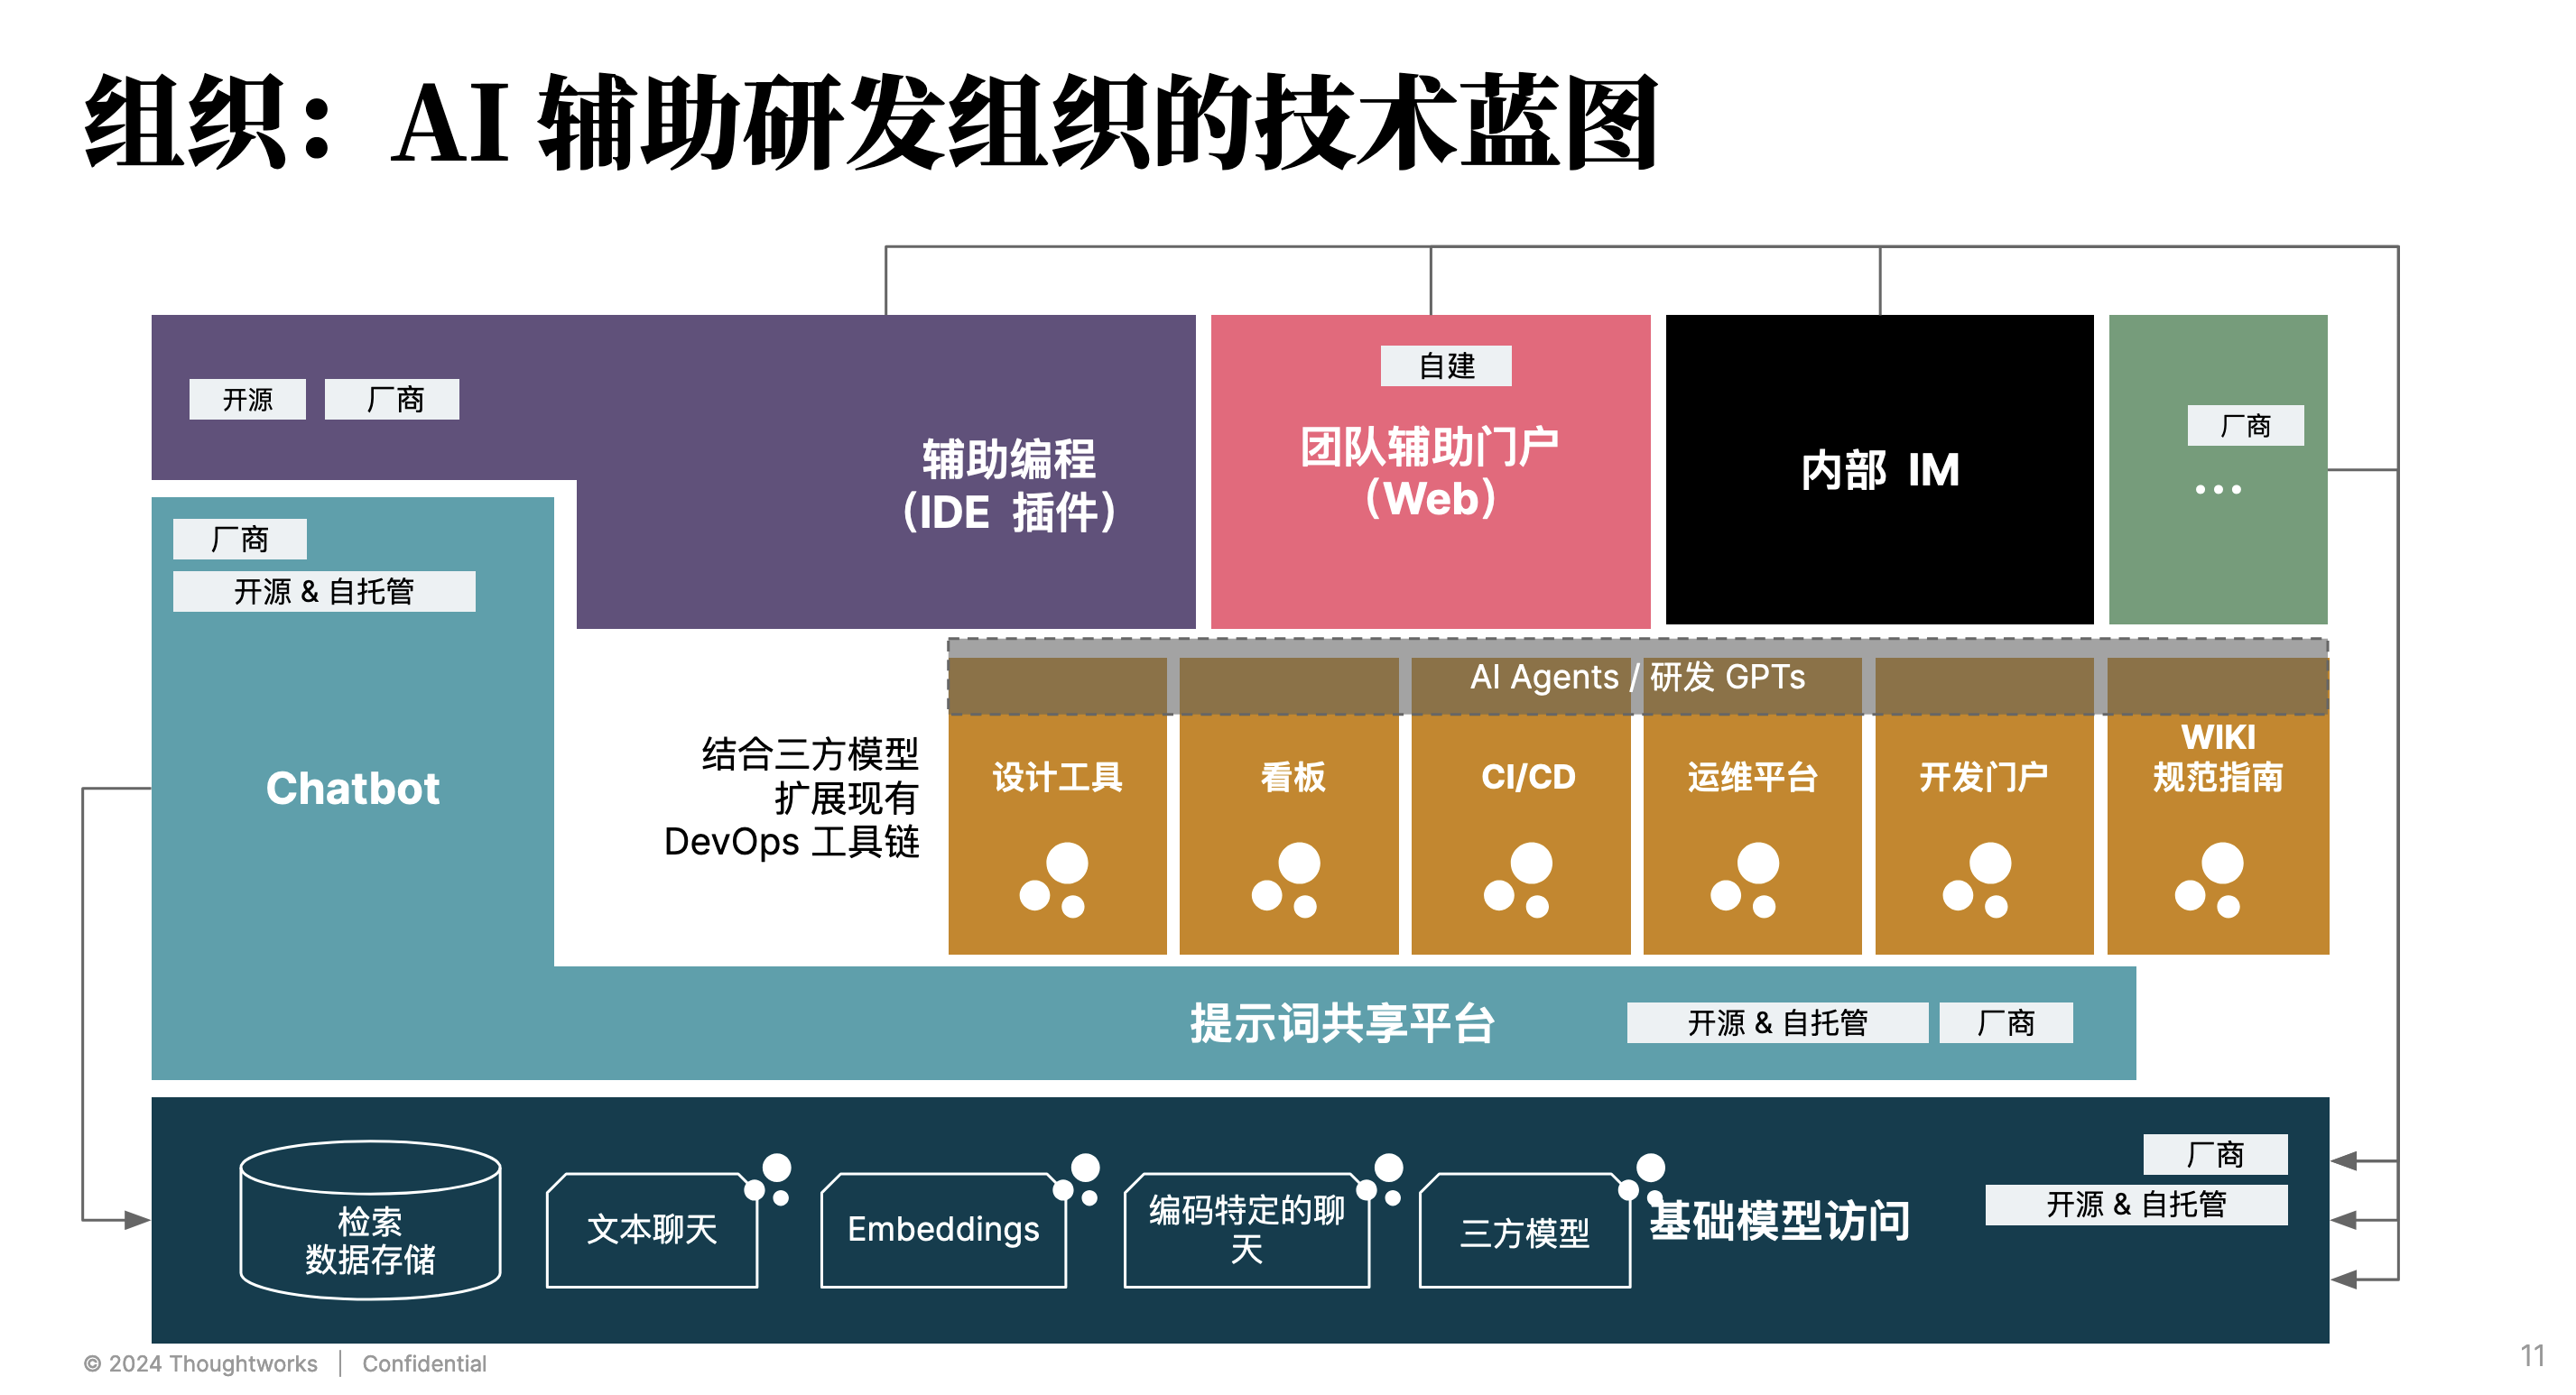 组织：AI 辅助研发组织的技术蓝图
开源
厂商
辅助编程
（IDE 插件）
自建
团队辅助门户
（Web）
内部 IM
厂商
...
厂商
开源 & 自托管
Chatbot
结合三方模型
扩展现有
DevOps 工具链
AI Agents / 研发 GPTs
设计工具
看板
CI/CD
运维平台
开发门户
WIKI
规范指南
提示词共享平台
开源 & 自托管
厂商
检索
数据存储
文本聊天
Embeddings
编码特定的聊
天
三方模型
基础模型访问
厂商
开源 & 自托管
© 2024 Thoughtworks | Confidential
11